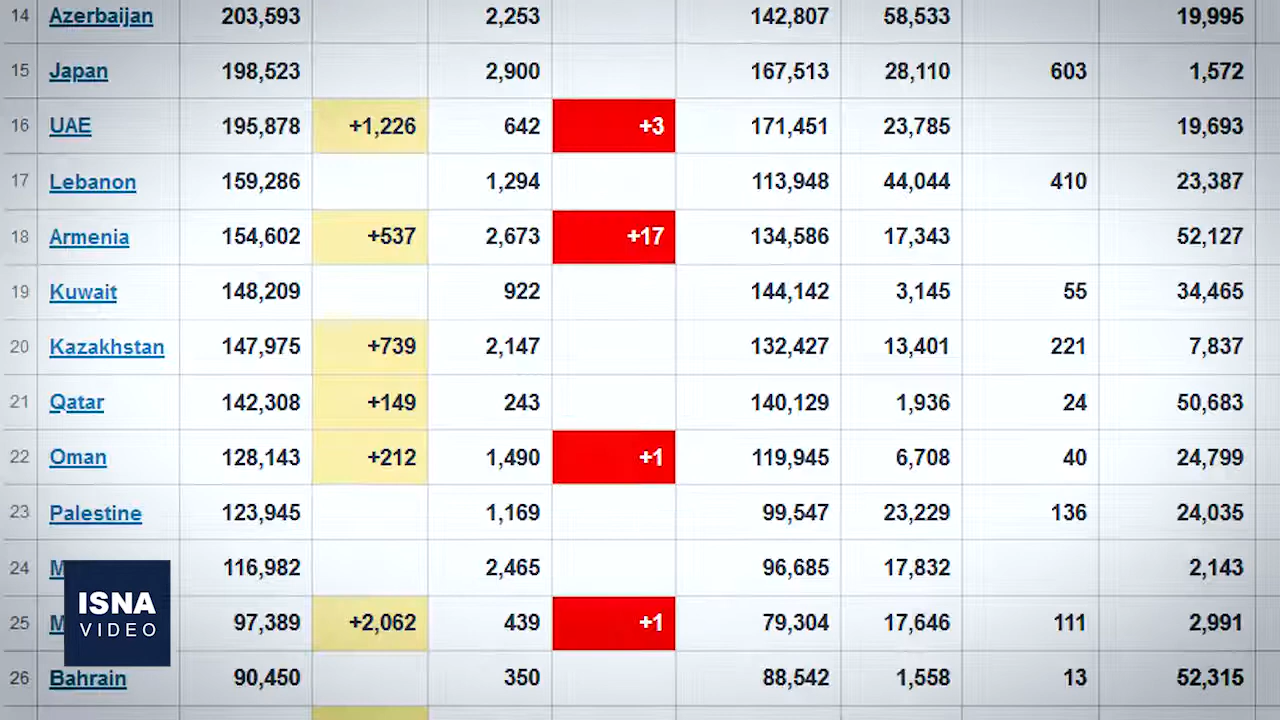 14 Azerbaijan 203,593 2,253 142,807 58,533 19,995
15 Japan 198,523 2,900 167,513 28,110 603 1,572
16 UAE 195,878 +1,226 642 +3 171,451 23,785 19,693
17 Lebanon 159,286 1,294 113,948 44,044 410 23,387
18 Armenia 154,602 +537 2,673 +17 134,586 17,343 52,127
19 Kuwait 148,209 922 144,142 3,145 55 34,465
20 Kazakhstan 147,975 +739 2,147 132,427 13,401 221 7,837
21 Qatar 142,308 +149 243 140,129 1,936 24 50,683
22 Oman 128,143 +212 1,490 +1 119,945 6,708 40 24,799
23 Palestine 123,945 1,169 99,547 23,229 136 24,035
24 116,982 2,465 96,685 17,832 2,143
25 97,389 +2,062 439 +1 79,304 17,646 111 2,991
26 Bahrain 90,450 350 88,542 1,558 13 52,315
ISNA
VIDEO